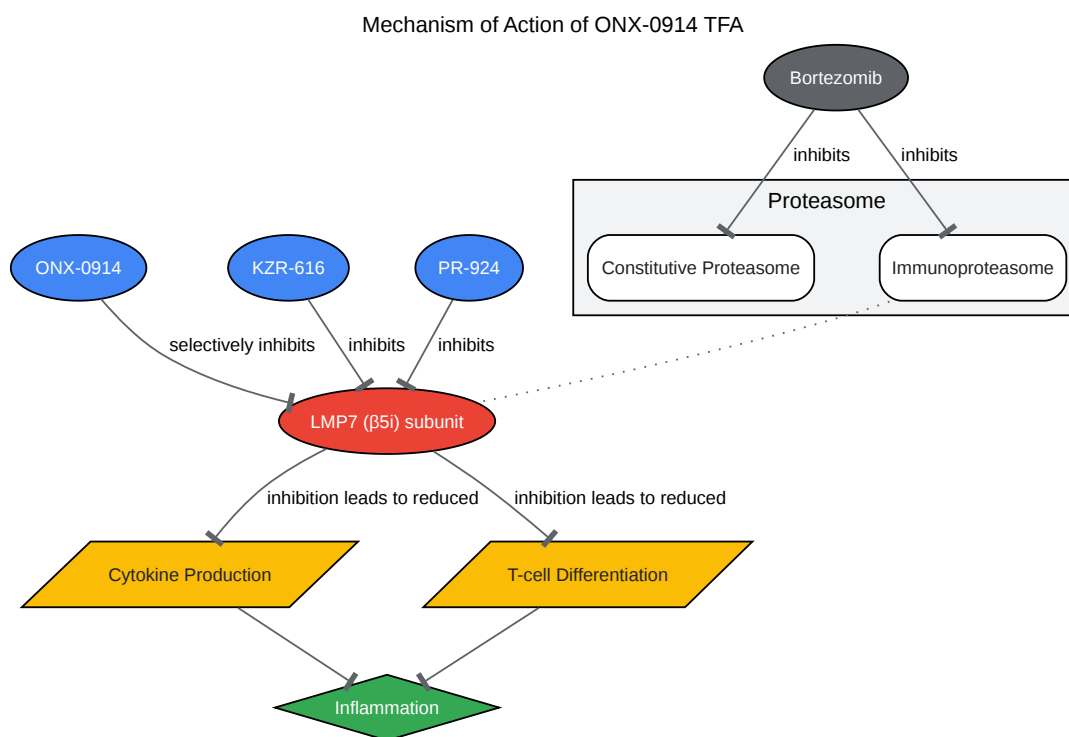 Mechanism of Action of ONX-0914 TFA
Bortezomib
inhibits
inhibits
Proteasome
Constitutive Proteasome
Immunoproteasome
ONX-0914
KZR-616
PR-924
selectively inhibits
inhibits
inhibits
LMP7 (β5i) subunit
inhibition leads to reduced
inhibition leads to reduced
Cytokine Production
T-cell Differentiation
Inflammation